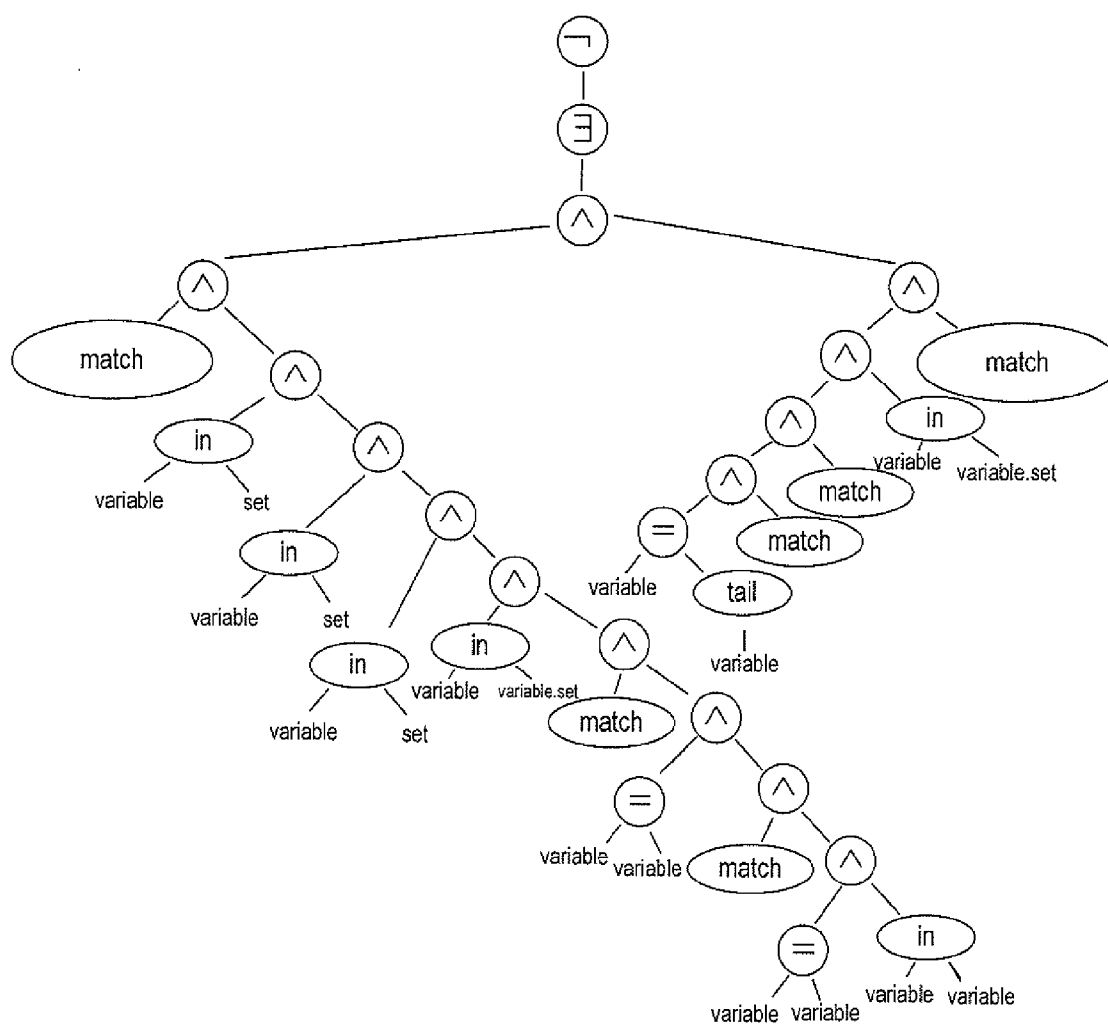 ¬
∃
∧
∧ ∧
match ∧ ∧ match
in ∧ ∧ in
variable set ∧ match variable variable.set
in ∧ = match
variable set variable tail
in in ∧ variable
variable set variable variable.set match ∧
= ∧
variable variable match ∧
= in
variable variable variable variable